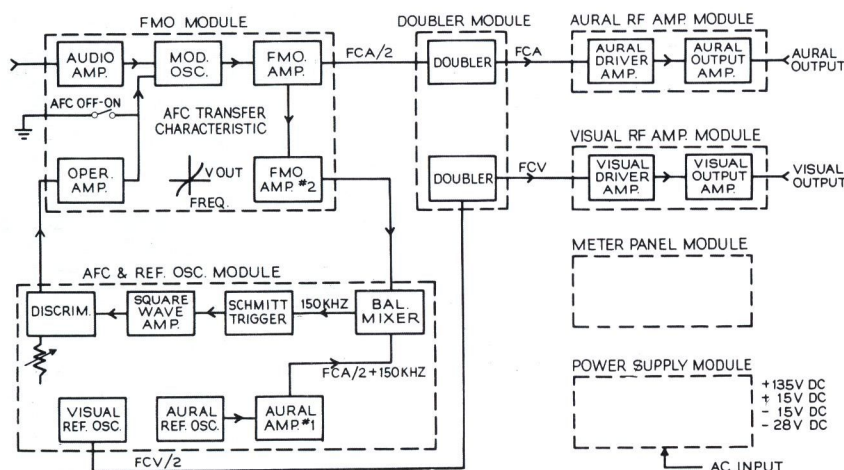 FMO MODULE
DOUBLER MODULE
AURAL RF AMP. MODULE
AUDIO
AMP.
MOD.
OSC.
FMO.
AMP.
FCA/2
DOUBLER
FCA
AURAL
DRIVER
AMP.
AURAL
OUTPUT
AMP.
AURAL
OUTPUT
AFC OFF-ON
AFC TRANSFER
CHARACTERISTIC
OPER.
AMP.
V OUT
FREQ.
FMO
AMP. #2
DOUBLER
FCV
VISUAL RF AMP. MODULE
VISUAL
DRIVER
AMP.
VISUAL
OUTPUT
AMP.
VISUAL
OUTPUT
METER PANEL MODULE
AFC & REF. OSC. MODULE
DISCRIM.
SQUARE
WAVE
AMP.
SCHMITT
TRIGGER
150KHZ
BAL.
MIXER
FCA/2+150KHZ
VISUAL
REF. OSC.
AURAL
REF. OSC.
AURAL
AMP. #1
FCV/2
POWER SUPPLY MODULE
+135V DC
+ 15V DC
- 15V DC
- 28V DC
AC INPUT